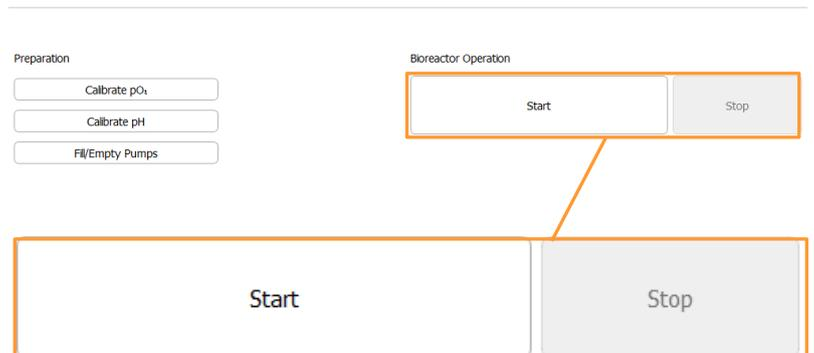 Preparation
Bioreactor Operation
Calibrate pO₂
Calibrate pH
Fill/Empty Pumps
Start
Stop
Start
Stop